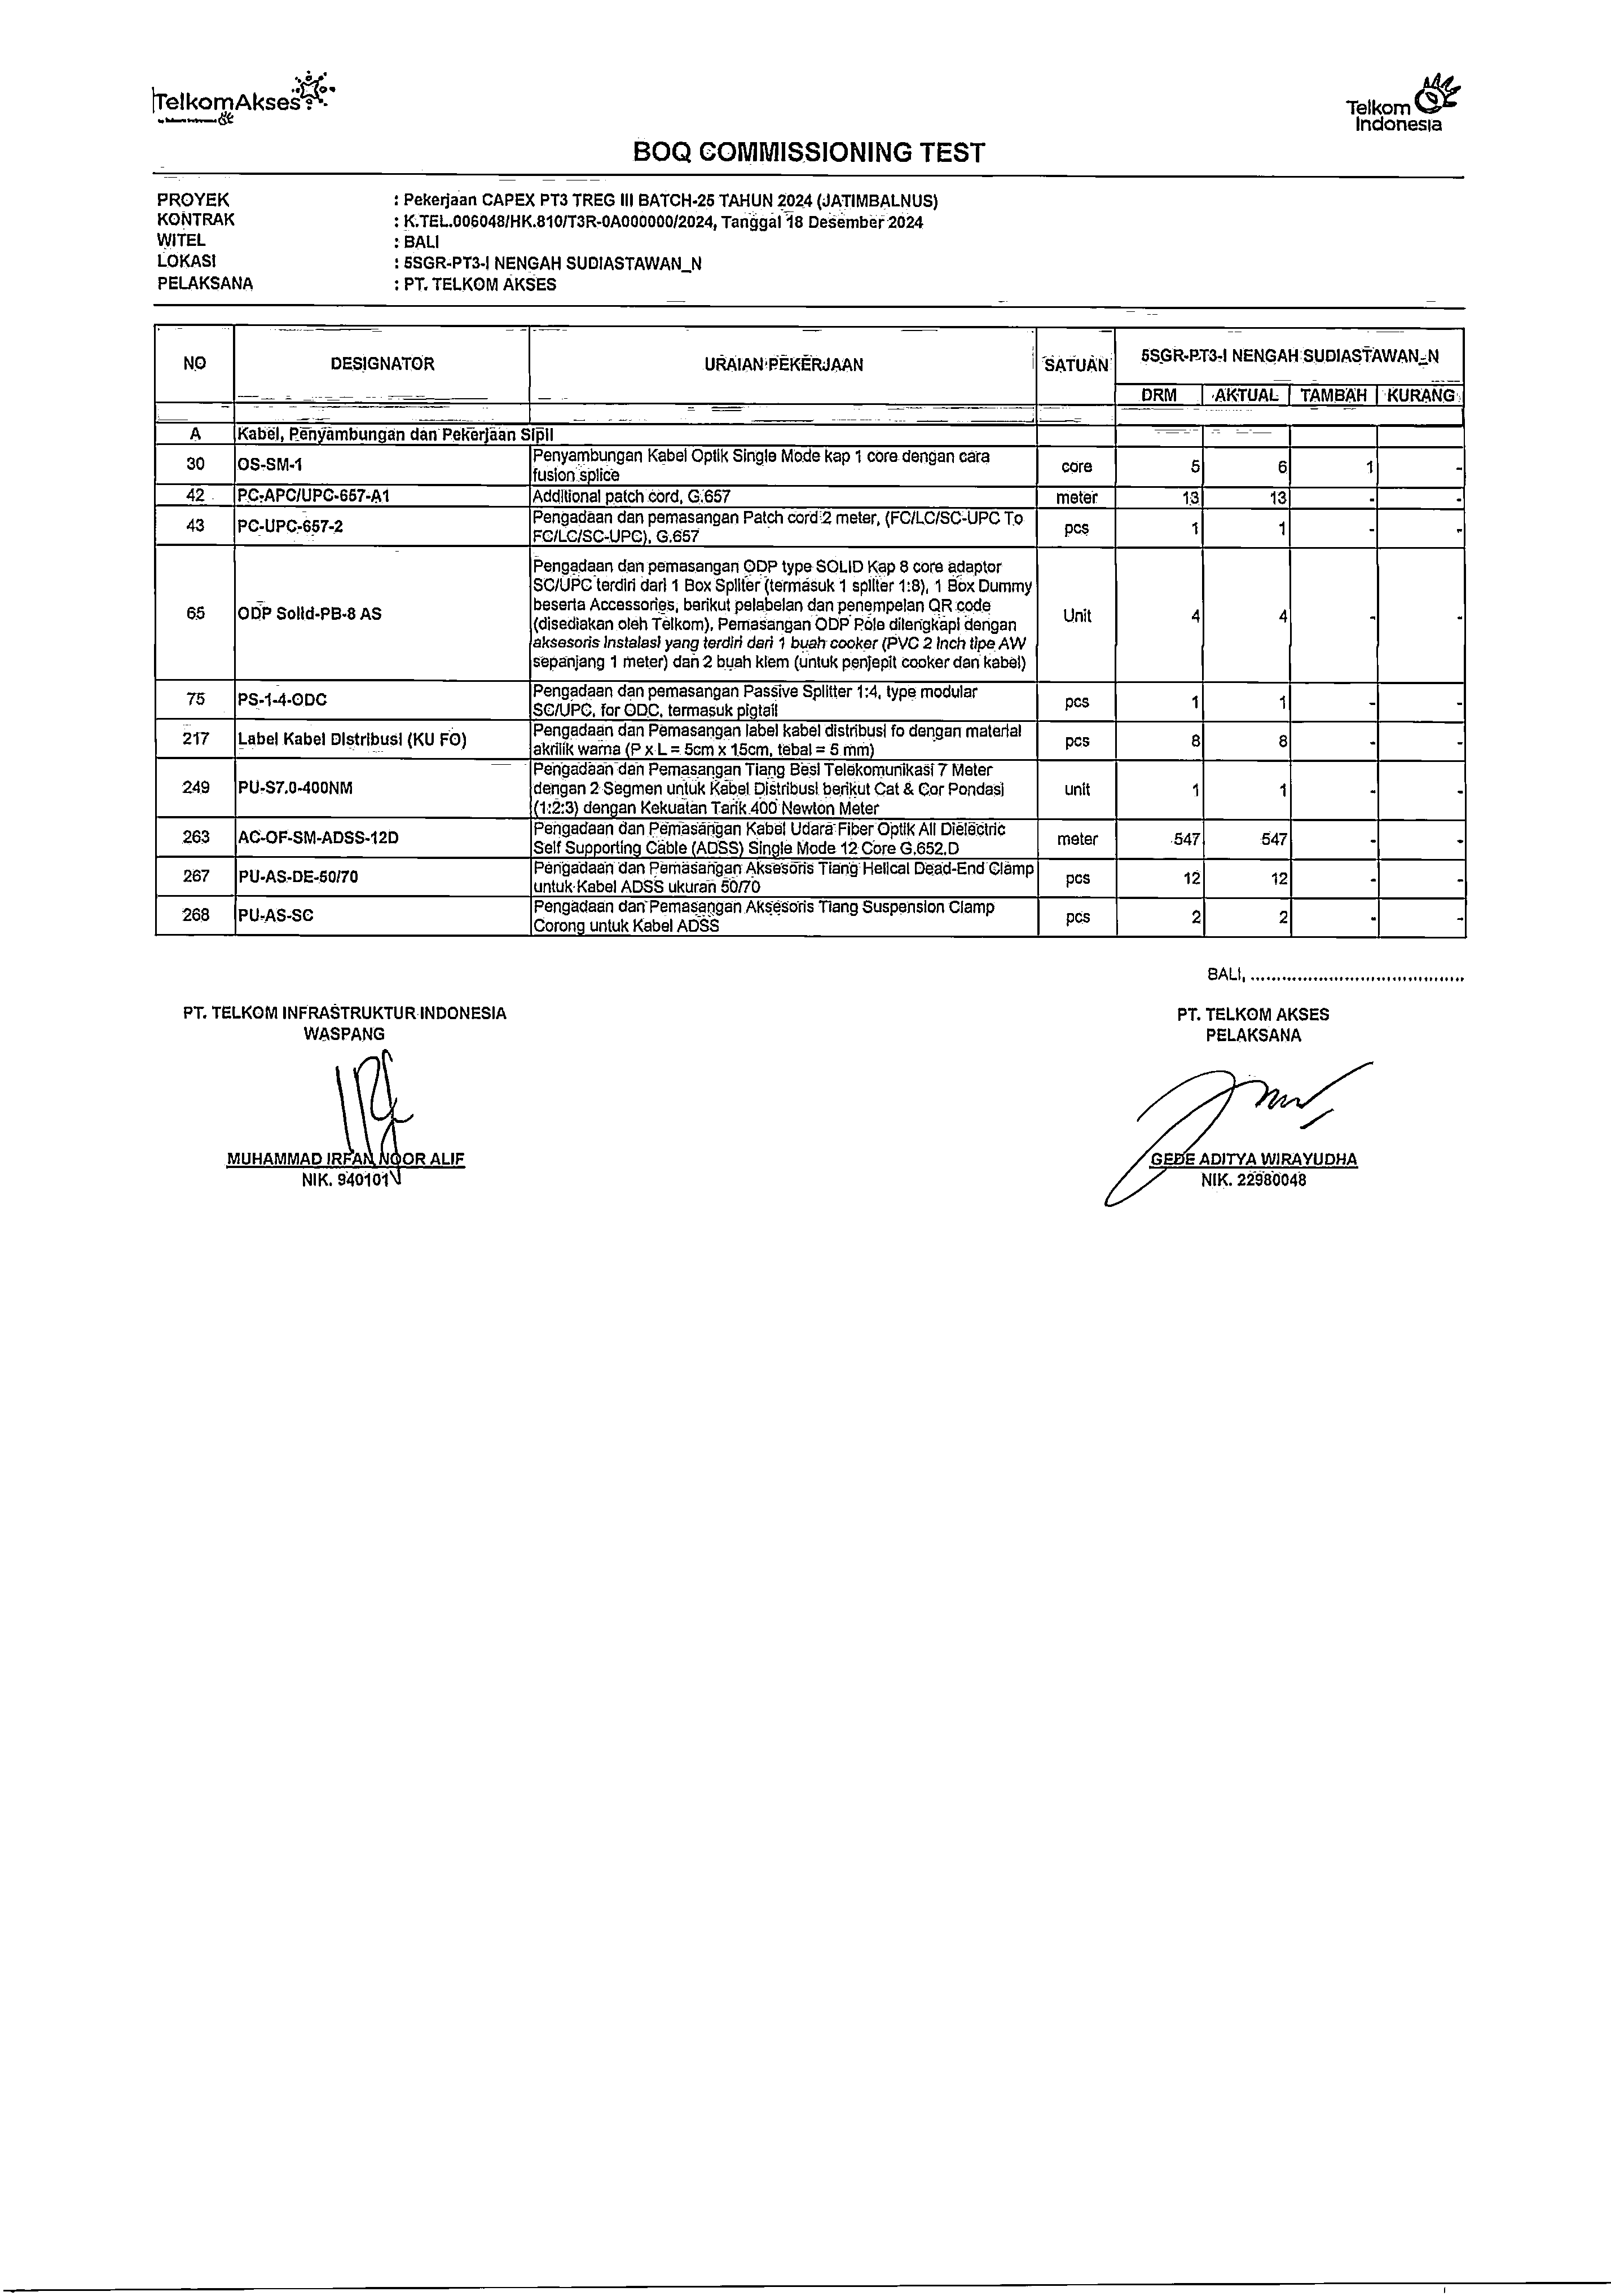 TelkomAkses
Telkom
Indonesia
BOQ COMMISSIONING TEST
PROYEK : Pekerjaan CAPEX PT3 TREG III BATCH-25 TAHUN 2024 (JATIMBALNUS)
KONTRAK : K.TEL.006048/HK.810/T3R-0A000000/2024, Tanggal 18 Desember 2024
WITEL : BALI
LOKASI : 5SGR-PT3-I NENGAH SUDIASTAWAN_N
PELAKSANA : PT. TELKOM AKSES
NO DESIGNATOR URAIAN PEKERJAAN SATUAN 5SGR-PT3-I NENGAH SUDIASTAWAN_N
DRM AKTUAL TAMBAH KURANG
A Kabel, Penyambungan dan Pekerjaan Sipil
30 OS-SM-1 Penyambungan Kabel Optik Single Mode kap 1 core dengan cara
fusion splice core 5 6 1 -
42 PC-APC/UPC-657-A1 Additional patch cord, G.657 meter 13 13 - -
43 PC-UPC-657-2 Pengadaan dan pemasangan Patch cord 2 meter, (FC/LC/SC-UPC To
FC/LC/SC-UPC), G.657 pcs 1 1 - -
Pengadaan dan pemasangan ODP type SOLID Kap 8 core adaptor
SC/UPC terdiri dari 1 Box Spliter (termasuk 1 spliter 1:8), 1 Box Dummy
beserta Accessories, berikut pelabelan dan penempelan QR code
65 ODP Solid-PB-8 AS (disediakan oleh Telkom), Pemasangan ODP Pole dilengkapi dengan Unit 4 4 - -
aksesoris Instalasi yang terdiri dari 1 buah cooker (PVC 2 Inch tipe AW
sepanjang 1 meter) dan 2 buah klem (untuk penjepit cooker dan kabel)
75 PS-1-4-ODC Pengadaan dan pemasangan Passive Splitter 1:4, type modular
SC/UPC, for ODC, termasuk pigtail pcs 1 1 - -
217 Label Kabel Distribusi (KU FO) Pengadaan dan Pemasangan label kabel distribusi fo dengan material
akrilik warna (P x L = 5cm x 15cm, tebal = 5 mm) pcs 8 8 - -
Pengadaan dan Pemasangan Tiang Besi Telekomunikasi 7 Meter
249 PU-S7.0-400NM dengan 2 Segmen untuk Kabel Distribusi berikut Cat & Cor Pondasi unit 1 1 - -
(1:2:3) dengan Kekuatan Tarik 400 Newton Meter
263 AC-OF-SM-ADSS-12D Pengadaan dan Pemasangan Kabel Udara Fiber Optik All Dielectric
Self Supporting Cable (ADSS) Single Mode 12 Core G.652.D meter 547 547 - -
267 PU-AS-DE-50/70 Pengadaan dan Pemasangan Aksesoris Tiang Helical Dead-End Clamp
untuk Kabel ADSS ukuran 50/70 pcs 12 12 - -
268 PU-AS-SC Pengadaan dan Pemasangan Aksesoris Tiang Suspension Clamp
Corong untuk Kabel ADSS pcs 2 2 - -
BALI, ..........................................
PT. TELKOM INFRASTRUKTUR INDONESIA PT. TELKOM AKSES
WASPANG PELAKSANA
MUHAMMAD IRFAN NOOR ALIF GEDE ADITYA WIRAYUDHA
NIK. 940101 NIK. 22980048